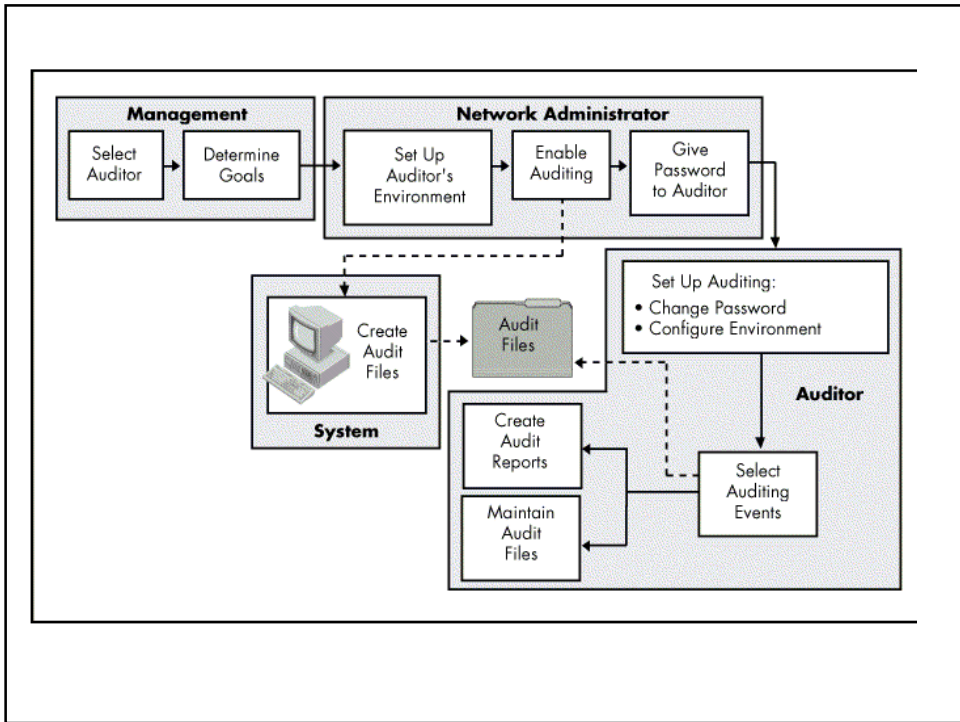 Management
Select
Auditor
Determine
Goals
Network Administrator
Set Up
Auditor's
Environment
Enable
Auditing
Give
Password
to Auditor
Set Up Auditing:
• Change Password
• Configure Environment
Auditor
Create
Audit
Files
System
Audit
Files
Create
Audit
Reports
Maintain
Audit
Files
Select
Auditing
Events